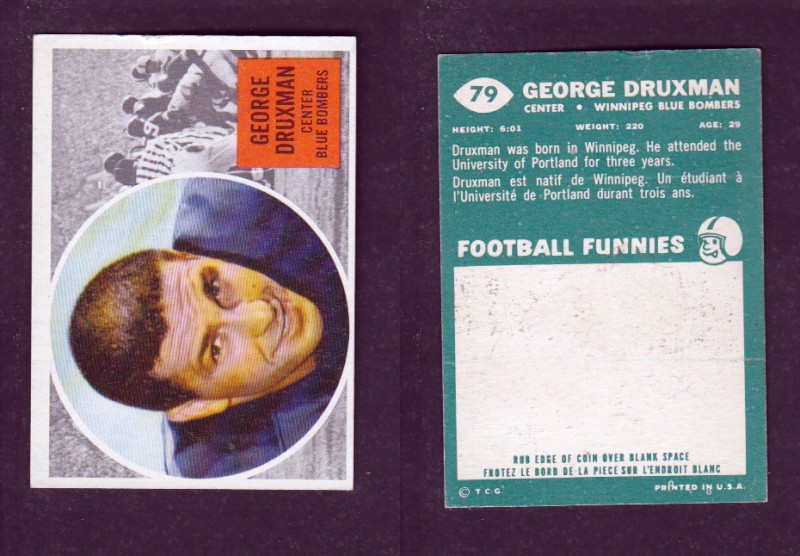 GEORGE
DRUXMAN
CENTER
BLUE BOMBERS
79
GEORGE DRUXMAN
CENTER • WINNIPEG BLUE BOMBERS
HEIGHT: 6:01 WEIGHT: 220 AGE: 29
Druxman was born in Winnipeg. He attended the
University of Portland for three years.
Druxman est natif de Winnipeg. Un étudiant à
l'Université de Portland durant trois ans.
FOOTBALL FUNNIES
RUB EDGE OF COIN OVER BLANK SPACE
FROTEZ LE BORD DE LA PIECE SUR L'ENDROIT BLANC
© T C G PRINTED IN U.S.A.